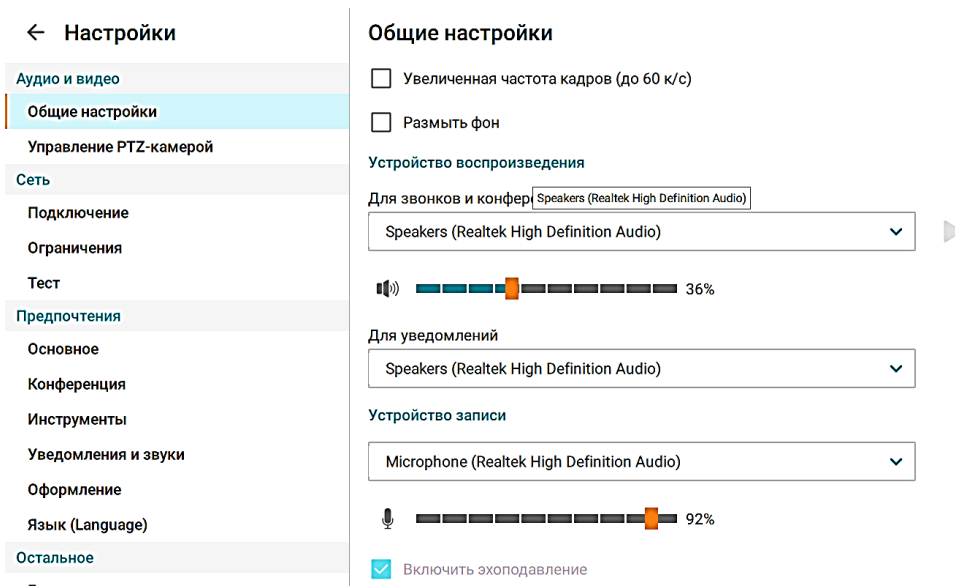 Настройки
Аудио и видео
Общие настройки
Управление PTZ-камерой
Сеть
Подключение
Ограничения
Тест
Предпочтения
Основное
Конференция
Инструменты
Уведомления и звуки
Оформление
Язык (Language)
Остальное
Общие настройки
Увеличенная частота кадров (до 60 к/с)
Размыть фон
Устройство воспроизведения
Для звонков и конфер
Speakers (Realtek High Definition Audio)
Speakers (Realtek High Definition Audio)
36%
Для уведомлений
Speakers (Realtek High Definition Audio)
Устройство записи
Microphone (Realtek High Definition Audio)
92%
Включить эхоподавление